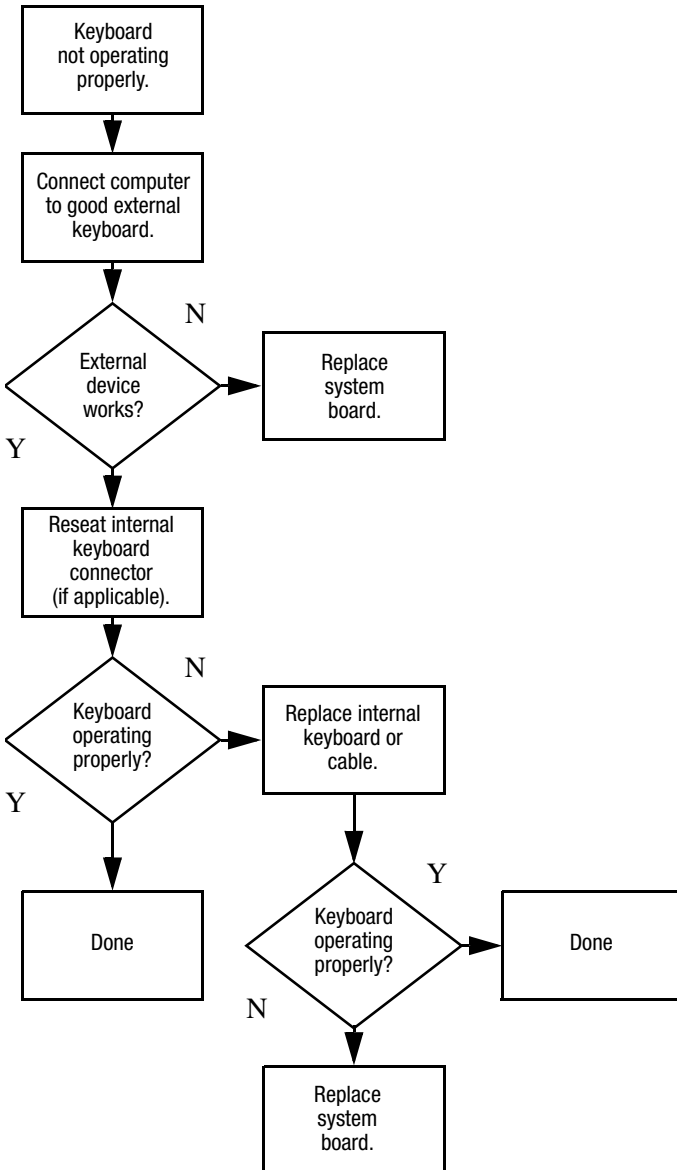 Keyboard
not operating
properly.
Connect computer
to good external
keyboard.
N
External
device
works?
Replace
system
board.
Y
Reseat internal
keyboard
connector
(if applicable).
N
Keyboard
operating
properly?
Replace internal
keyboard or
cable.
Y
Y
Done
Keyboard
operating
properly?
Done
N
Replace
system
board.